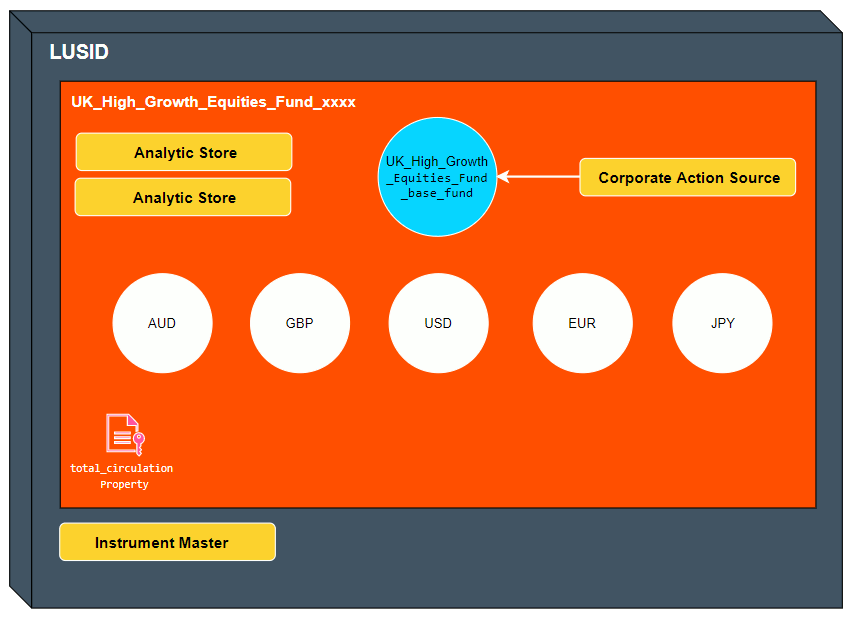 LUSID
UK_High_Growth_Equities_Fund_xxxx
Analytic Store
Analytic Store
UK_High_Growth
_Equities_Fund
_base_fund
Corporate Action Source
AUD
GBP
USD
EUR
JPY
total_circulation
Property
Instrument Master